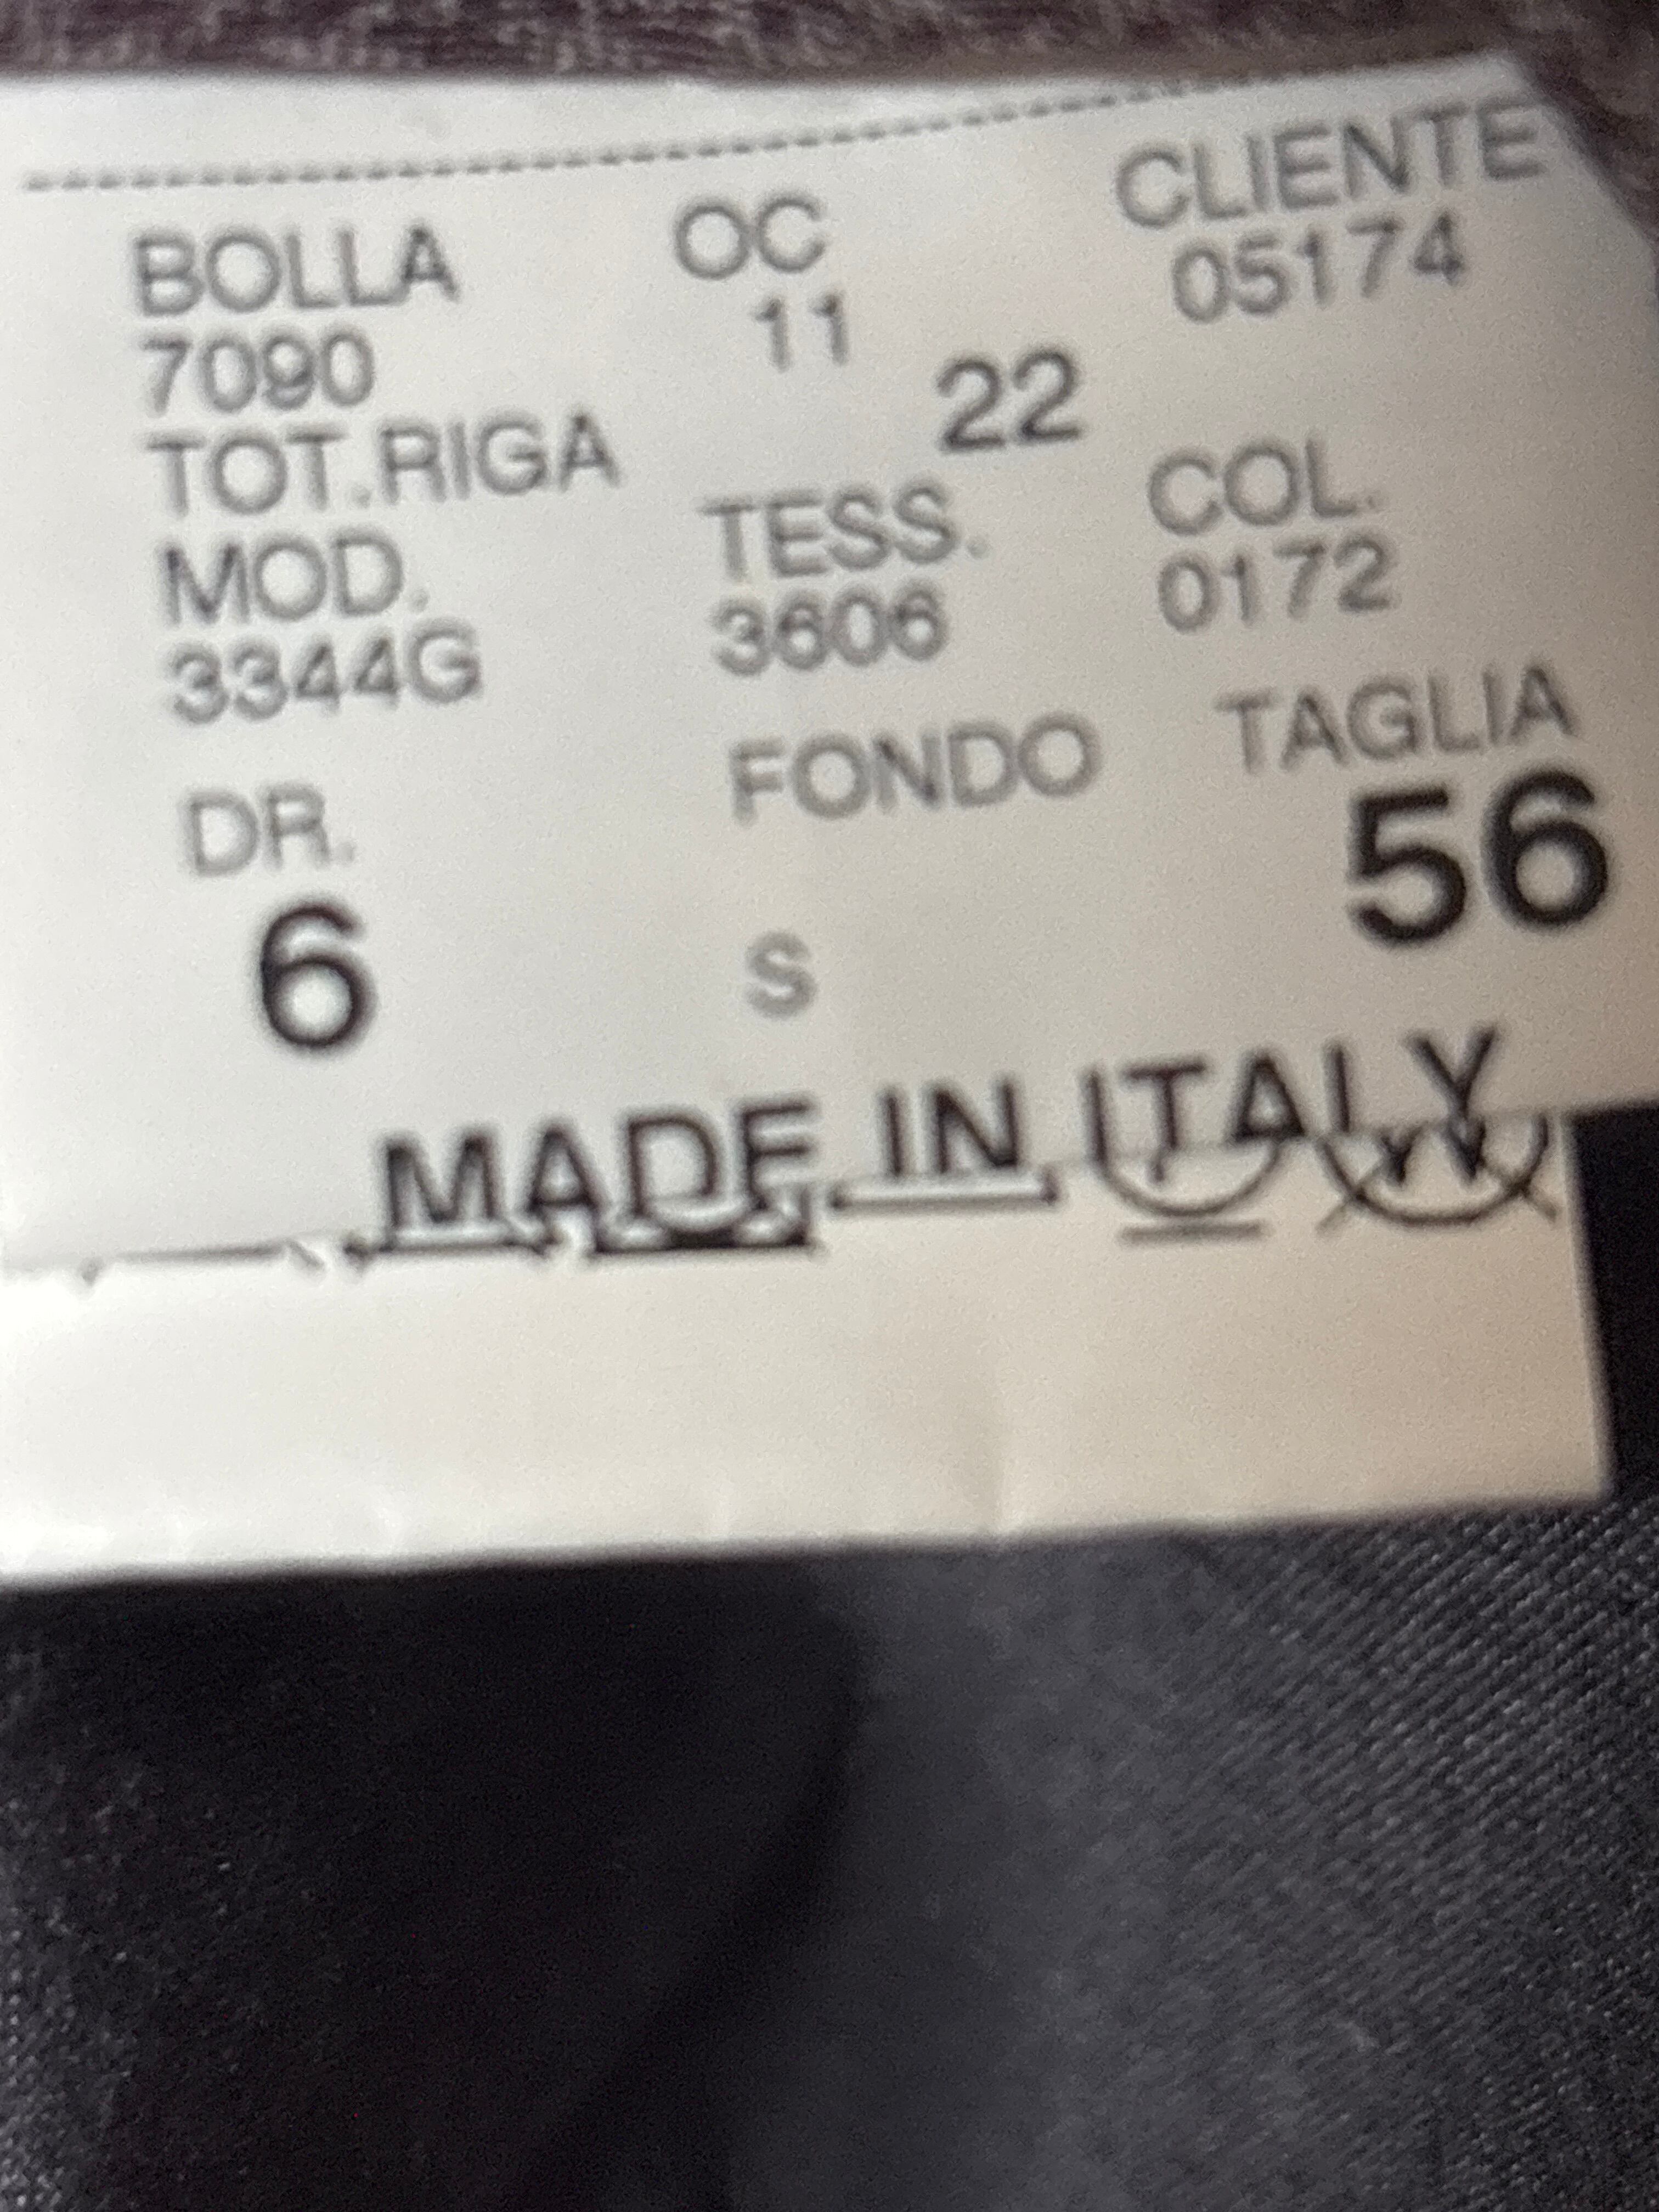 BOLLA OC CLIENTE
7090 11 05174
TOT.RIGA 22
MOD. TESS. COL.
3344G 3606 0172
DR. FONDO TAGLIA
6 S 56
MADE IN ITALY